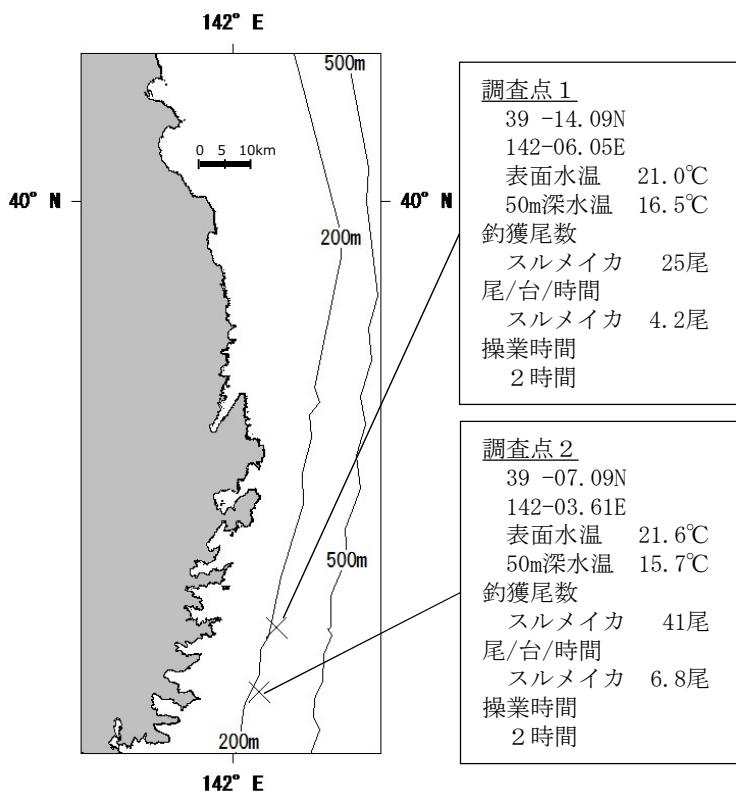 142° E
500m
0 5 10km
40° N
40° N
200m
500m
200m
142° E
調査点１
39 -14.09N
142-06.05E
表面水温 21.0℃
50m深水温 16.5℃
釣獲尾数
スルメイカ 25尾
尾/台/時間
スルメイカ 4.2尾
操業時間
２時間
調査点２
39 -07.09N
142-03.61E
表面水温 21.6℃
50m深水温 15.7℃
釣獲尾数
スルメイカ 41尾
尾/台/時間
スルメイカ 6.8尾
操業時間
２時間